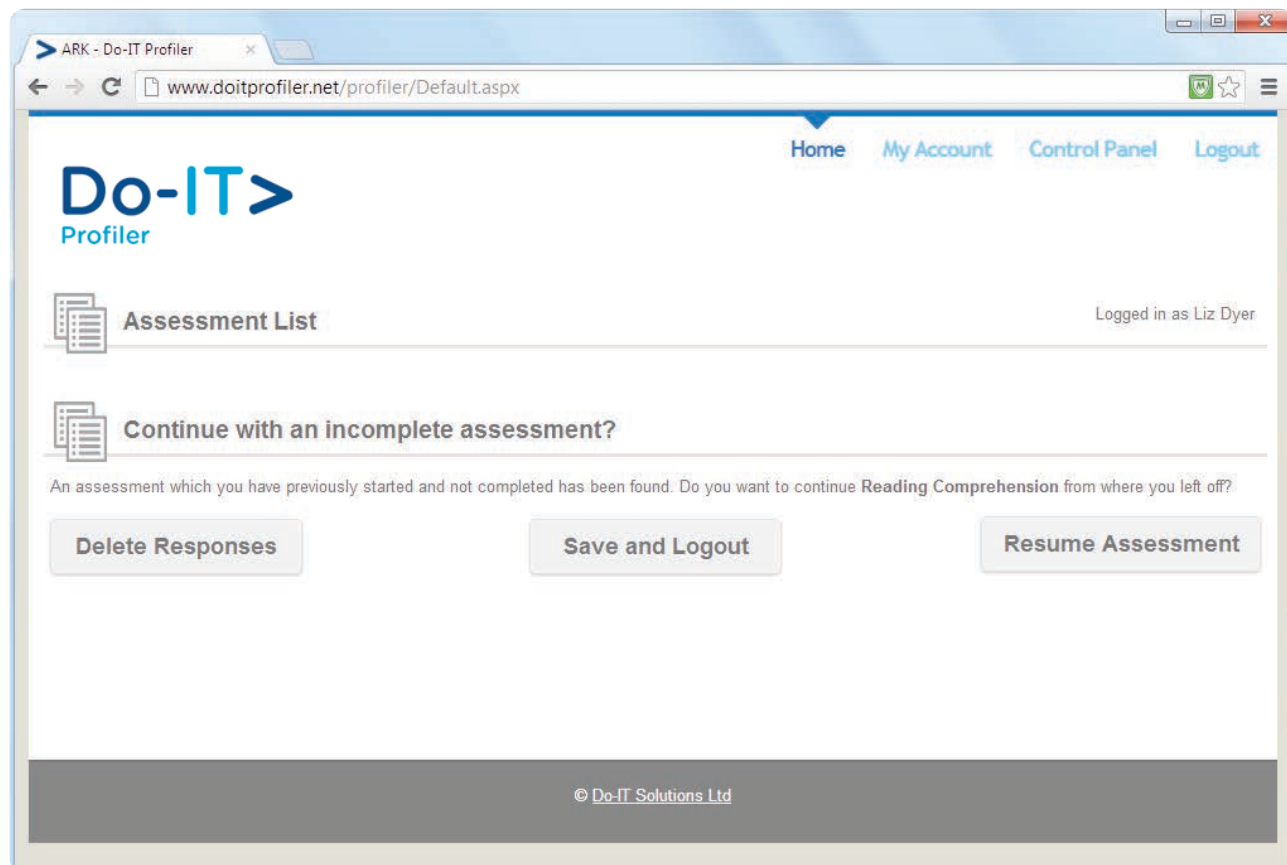 ARK - Do-IT Profiler
www.doitprofiler.net/profiler/Default.aspx
Home My Account Control Panel Logout
Do-IT>
Profiler
Assessment List
Logged in as Liz Dyer
Continue with an incomplete assessment?
An assessment which you have previously started and not completed has been found. Do you want to continue Reading Comprehension from where you left off?
Delete Responses Save and Logout Resume Assessment
© Do-IT Solutions Ltd